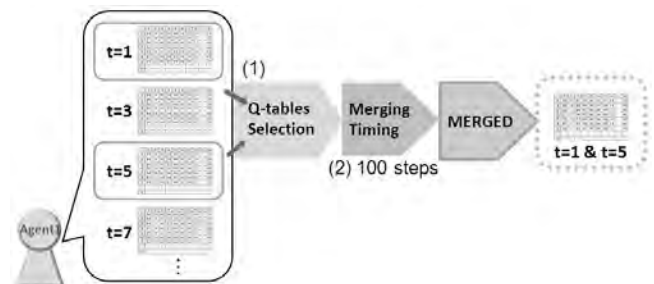 t=1
t=3
t=5
t=7
Agent1
(1)
Q-tables
Selection
Merging
Timing
(2) 100 steps
MERGED
t=1 & t=5